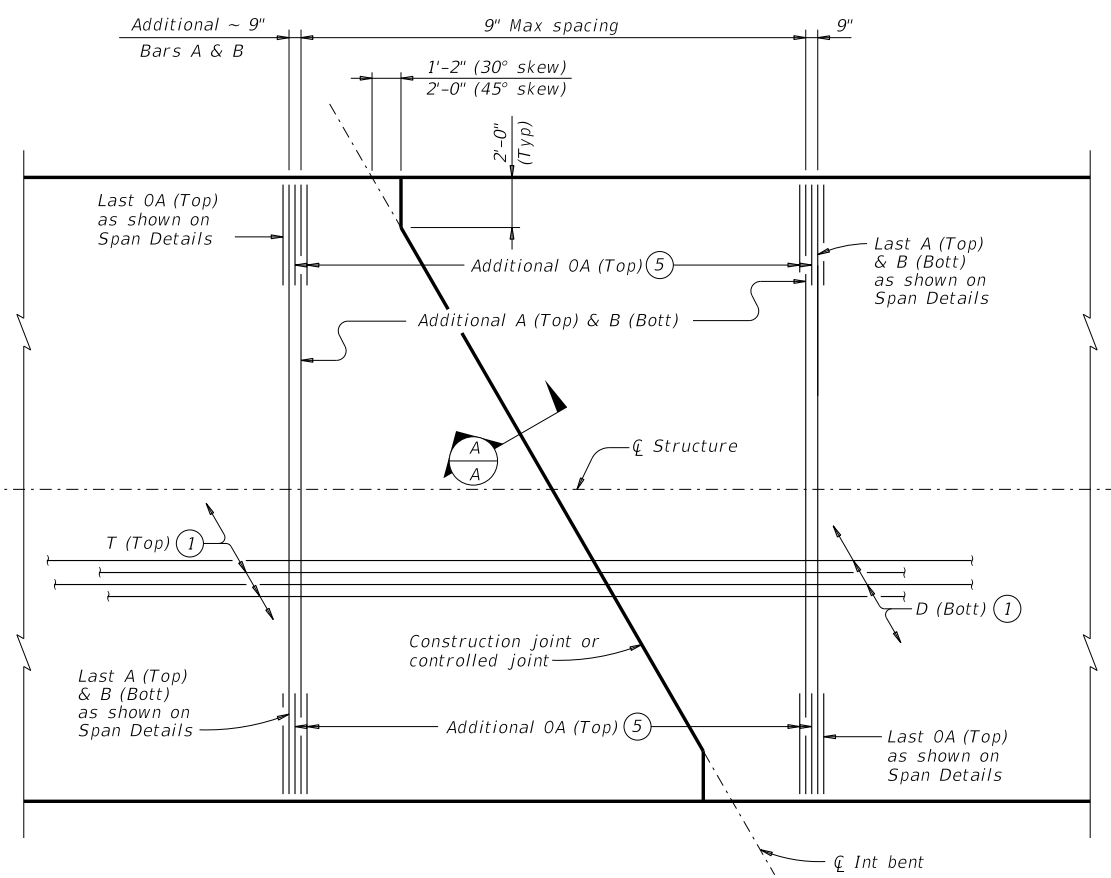 Additional ~ 9"
Bars A & B
9" Max spacing
9"
1'-2" (30° skew)
2'-0" (45° skew)
2'-0"
(Typ)
Last OA (Top)
as shown on
Span Details
Additional OA (Top) 5
Last A (Top)
& B (Bott)
as shown on
Span Details
Additional A (Top) & B (Bott)
A
A
℄ Structure
T (Top) 1
D (Bott) 1
Construction joint or
controlled joint
Last A (Top)
& B (Bott)
as shown on
Span Details
Additional OA (Top) 5
Last OA (Top)
as shown on
Span Details
℄ Int bent